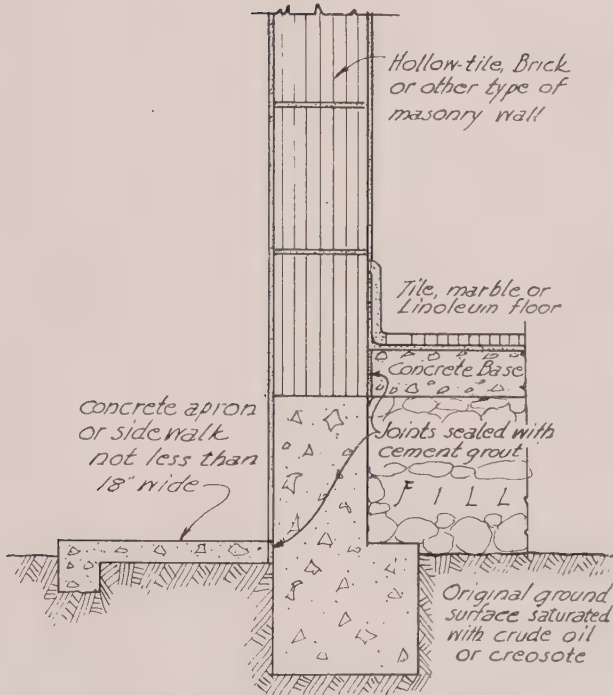 Hollow-tile, Brick
or other type of
masonry wall
Tile, marble or
Linoleum floor
Concrete Base
Concrete apron
or sidewalk
not less than
18" wide
Joints sealed with
cement grout
FILL
Original ground
surface saturated
with crude oil
or creosote